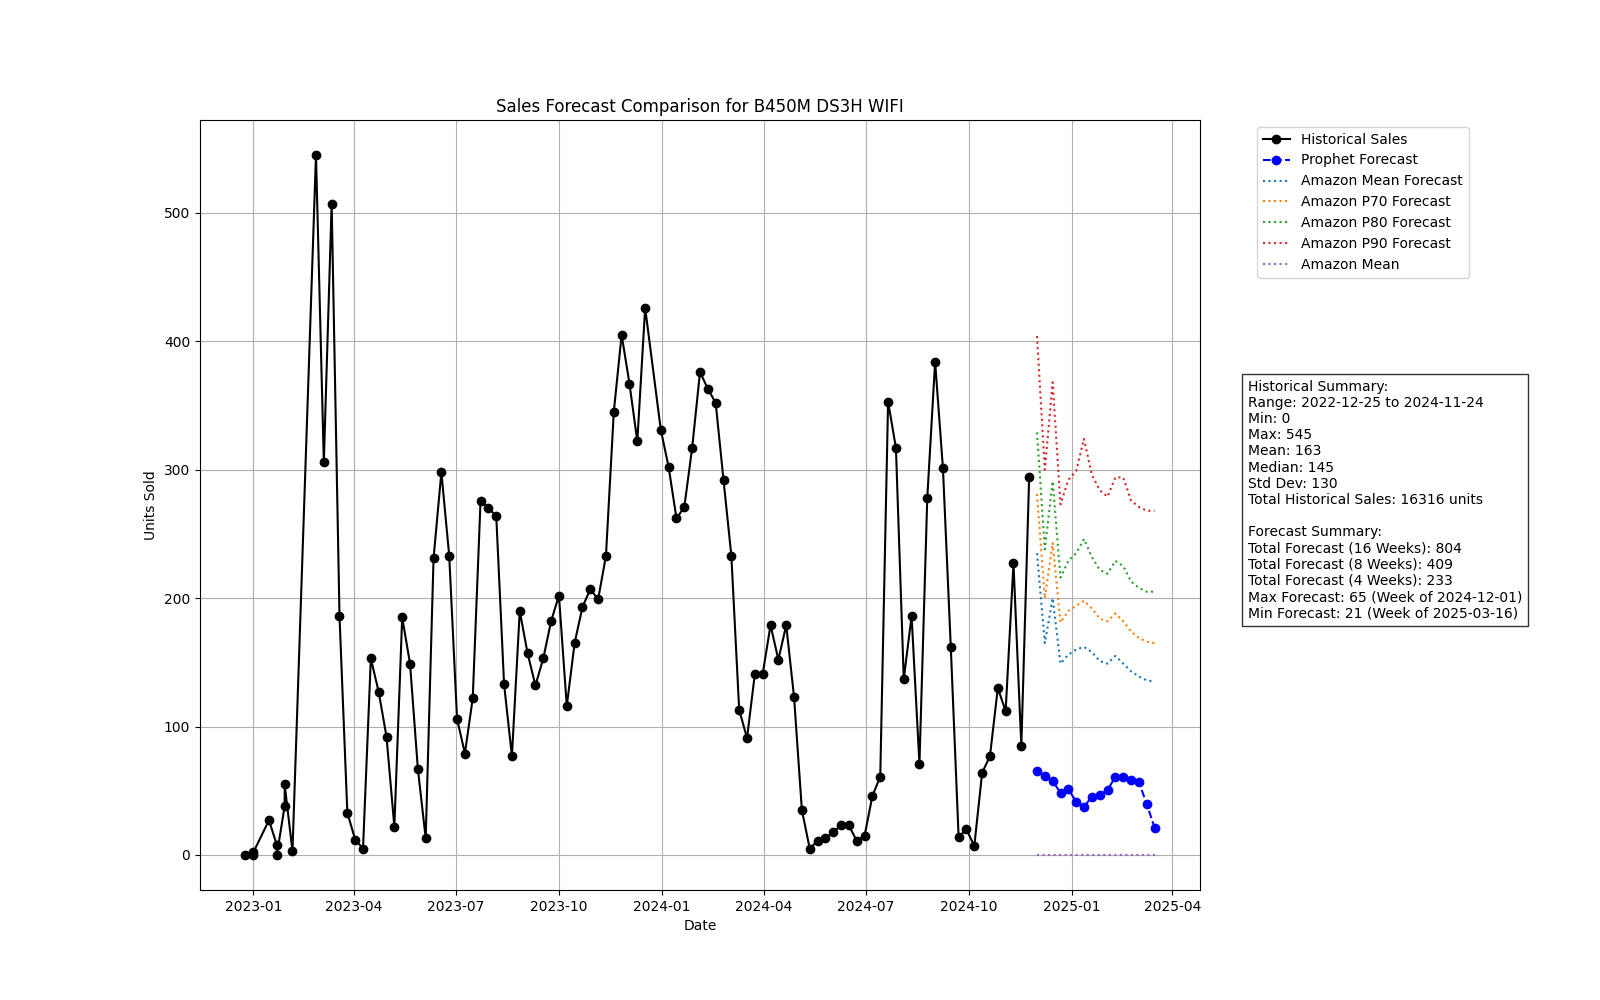 Sales Forecast Comparison for B450M DS3H WIFI
Historical Sales
Prophet Forecast
Amazon Mean Forecast
Amazon P70 Forecast
Amazon P80 Forecast
Amazon P90 Forecast
Amazon Mean
Units Sold
500
400
300
200
100
0
2023-01
2023-04
2023-07
2023-10
2024-01
2024-04
2024-07
2024-10
2025-01
2025-04
Date
Historical Summary:
Range: 2022-12-25 to 2024-11-24
Min: 0
Max: 545
Mean: 163
Median: 145
Std Dev: 130
Total Historical Sales: 16316 units
Forecast Summary:
Total Forecast (16 Weeks): 804
Total Forecast (8 Weeks): 409
Total Forecast (4 Weeks): 233
Max Forecast: 65 (Week of 2024-12-01)
Min Forecast: 21 (Week of 2025-03-16)